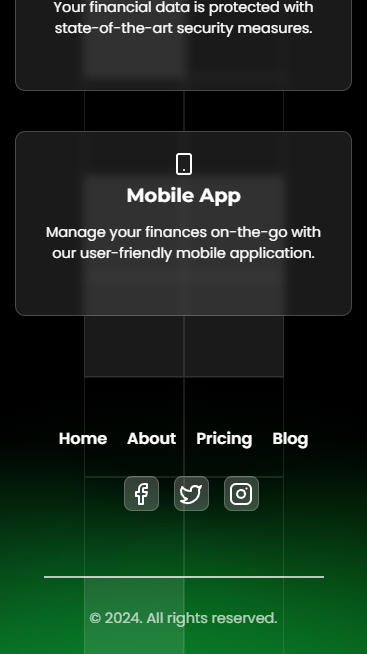 Your financial data is protected with
state-of-the-art security measures.
Mobile App
Manage your finances on-the-go with
our user-friendly mobile application.
Home About Pricing Blog
© 2024. All rights reserved.